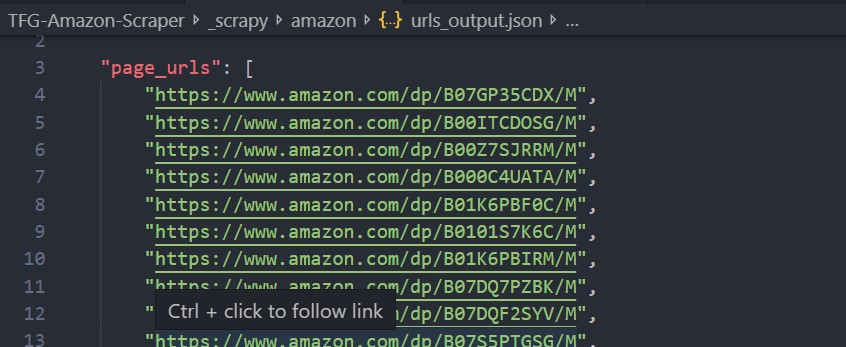 TFG-Amazon-Scraper > _scrapy > amazon > {..} urls_output.json > ...
2
3 "page_urls": [
4 "https://www.amazon.com/dp/B07GP35CDX/M",
5 "https://www.amazon.com/dp/B00ITCDOSG/M",
6 "https://www.amazon.com/dp/B00Z7SJRRM/M",
7 "https://www.amazon.com/dp/B000C4UATA/M",
8 "https://www.amazon.com/dp/B01K6PBF0C/M",
9 "https://www.amazon.com/dp/B0101S7K6C/M",
10 "https://www.amazon.com/dp/B01K6PBIRM/M",
11 "https://www.amazon.com/dp/B07DQ7PZBK/M",
12 " m/dp/B07DQF2SYV/M",
Ctrl + click to follow link
13 "https://www.amazon.com/dp/B07S5PTGSG/M"